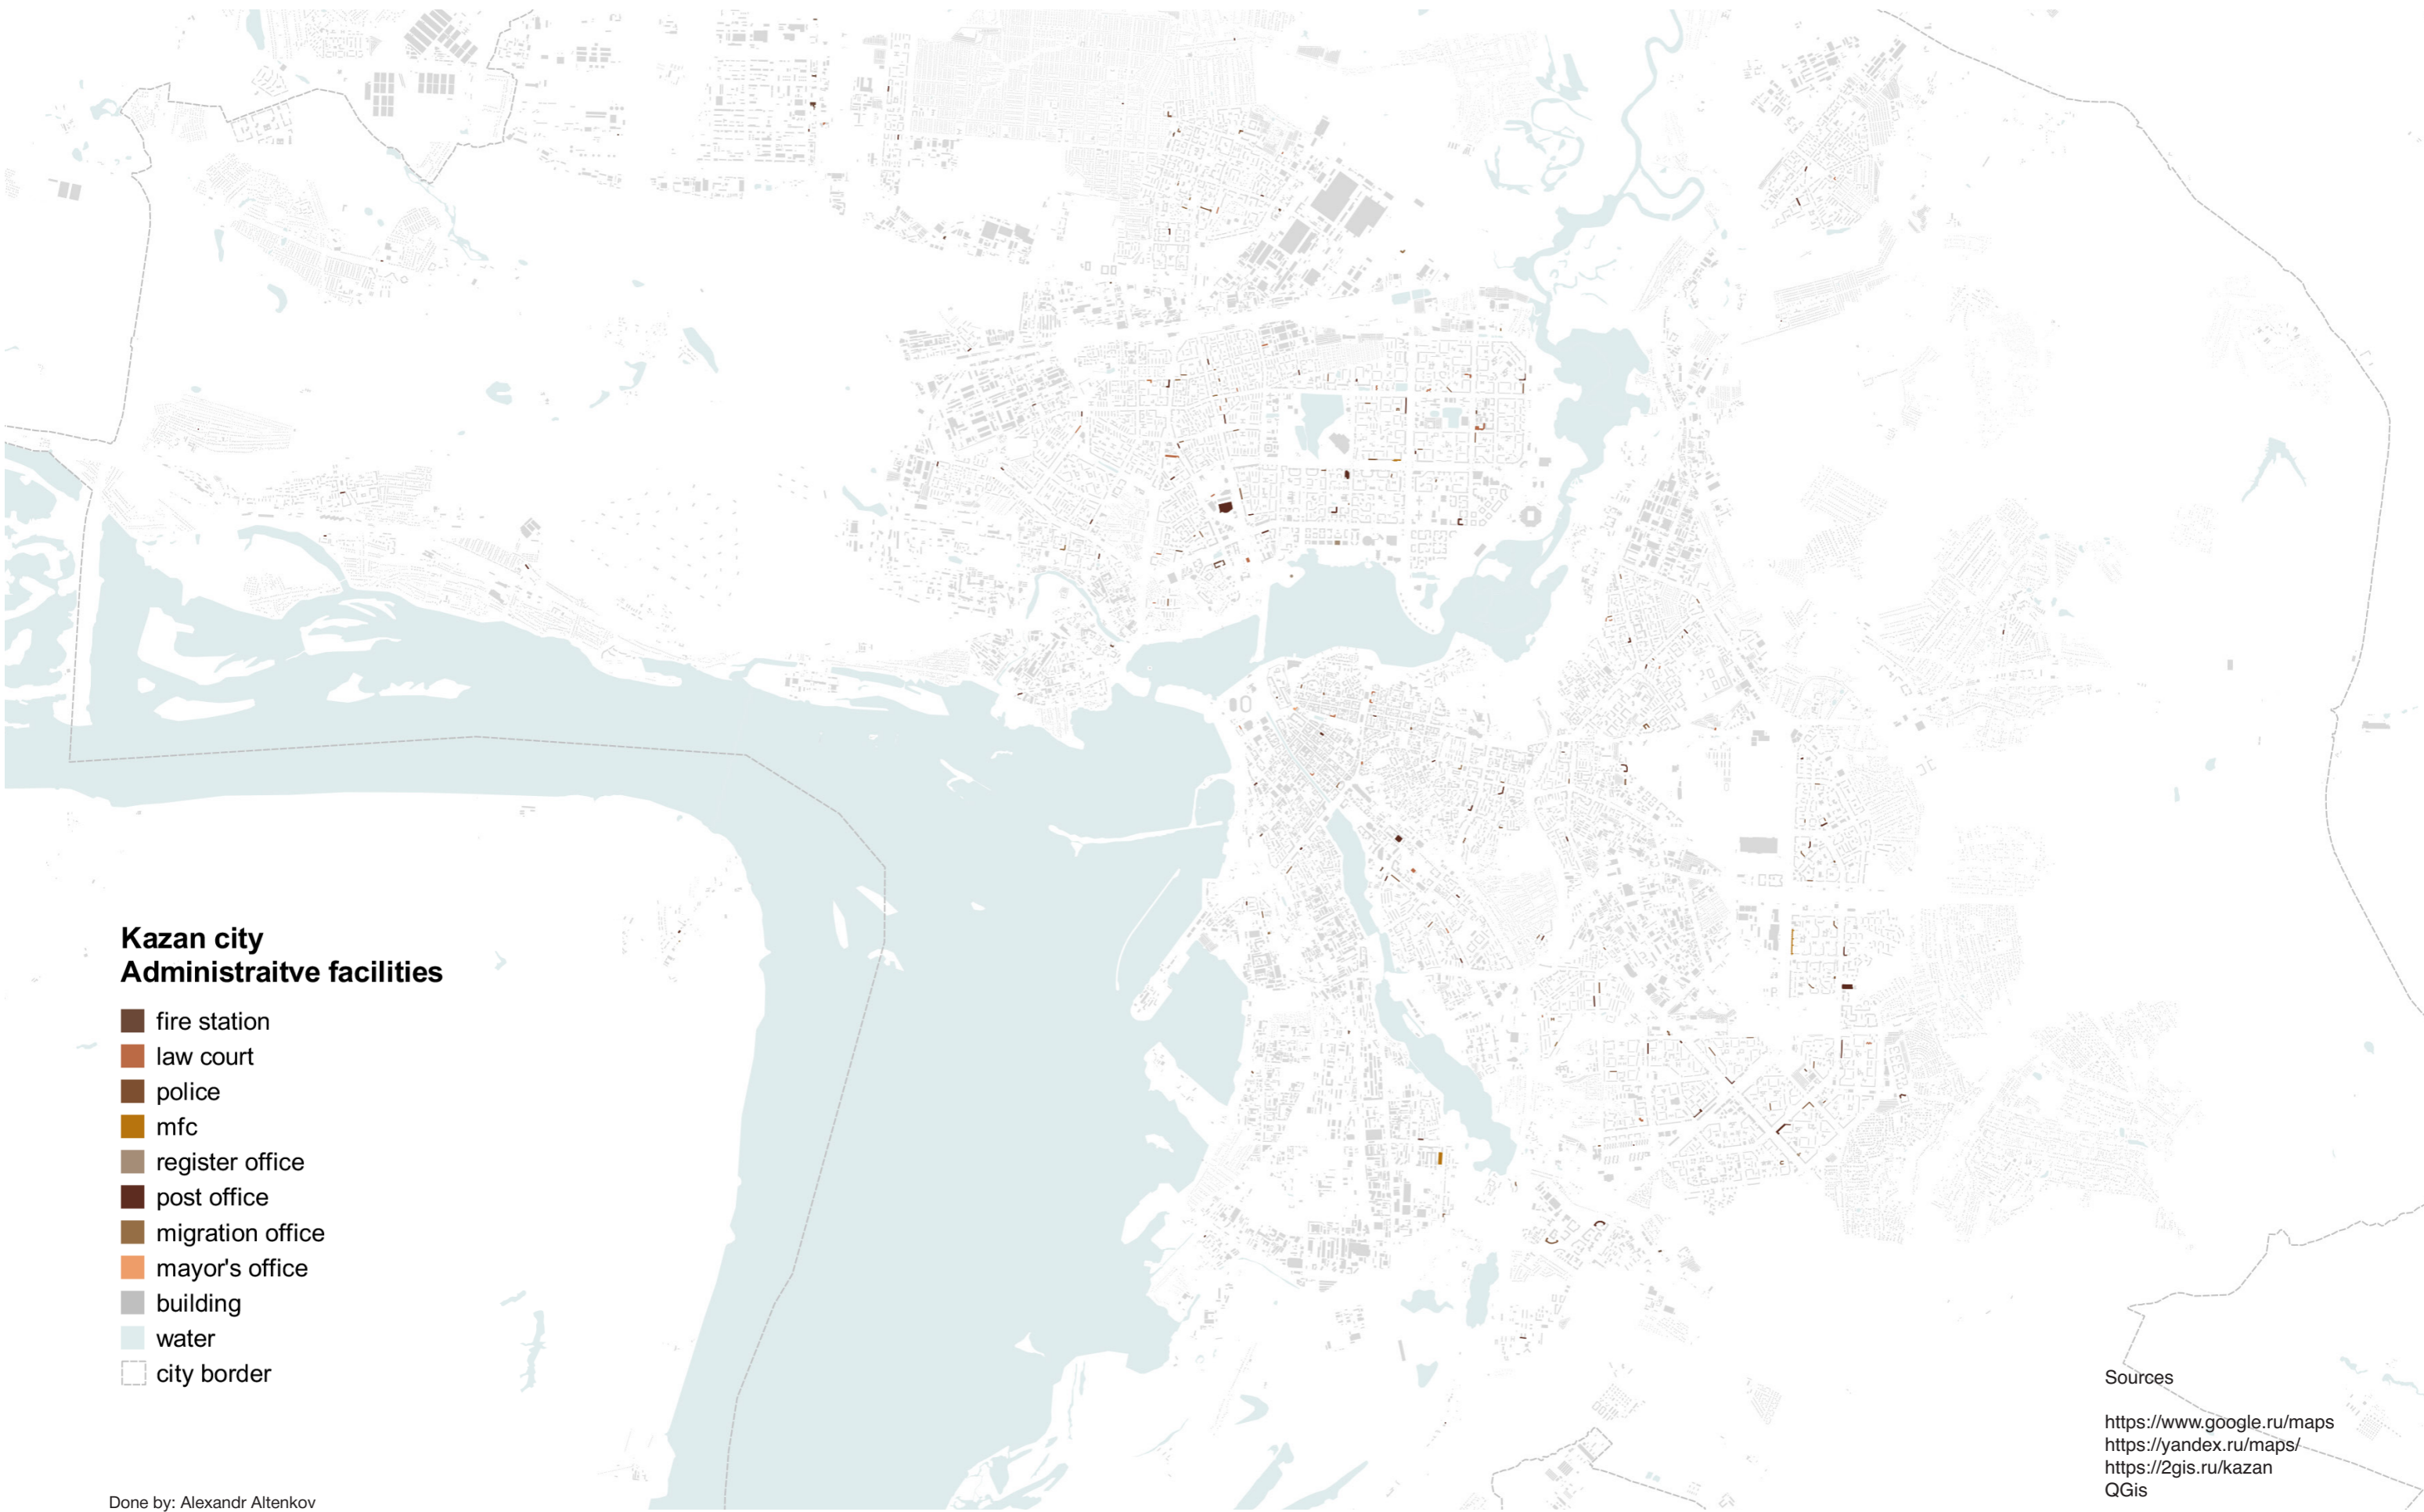 Kazan city
Administraitve facilities
fire station
law court
police
mfc
register office
post office
migration office
mayor's office
building
water
city border
Done by: Alexandr Altenkov
Sources
https://www.google.ru/maps
https://yandex.ru/maps/
https://2gis.ru/kazan
QGis